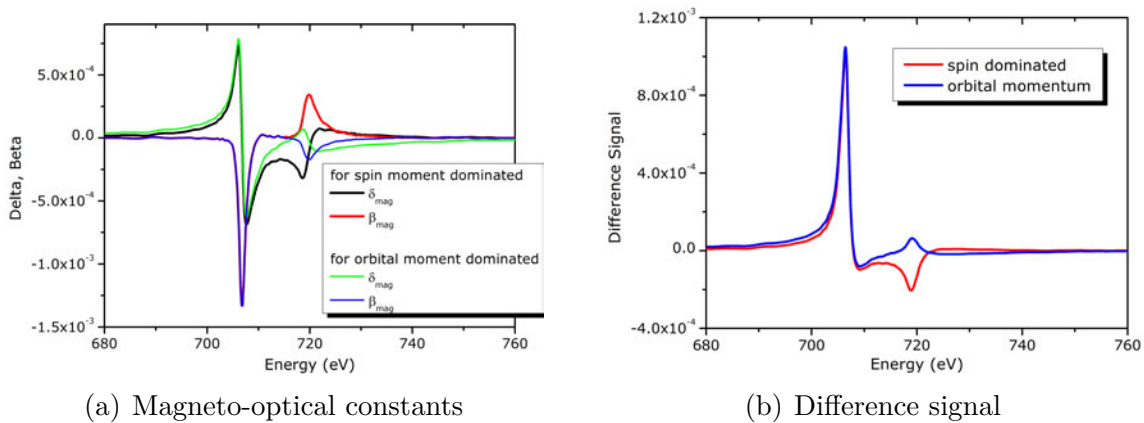 5.0x10⁻⁴
0.0
-5.0x10⁻⁴
-1.0x10⁻³
-1.5x10⁻³
Delta, Beta
680 700 720 740 760
Energy (eV)
for spin moment dominated
δmag
βmag
for orbital moment dominated
δmag
βmag
(a) Magneto-optical constants
1.2x10⁻³
8.0x10⁻⁴
4.0x10⁻⁴
0.0
-4.0x10⁻⁴
Difference Signal
680 700 720 740 760
Energy (eV)
spin dominated
orbital momentum
(b) Difference signal